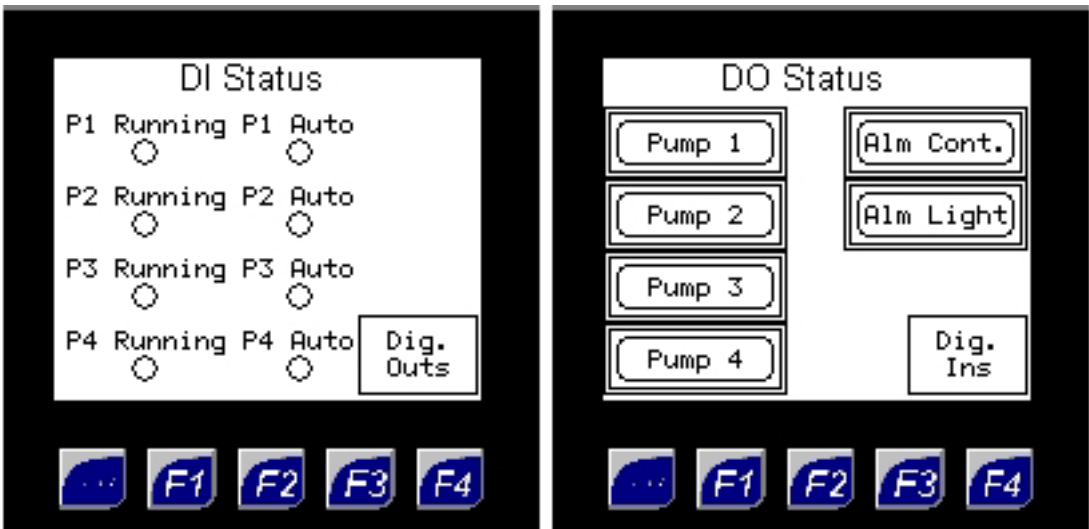 DI Status
P1 Running P1 Auto
P2 Running P2 Auto
P3 Running P3 Auto
P4 Running P4 Auto
Dig.
Outs
... F1 F2 F3 F4
DO Status
Pump 1 Alm Cont.
Pump 2 Alm Light
Pump 3
Pump 4
Dig.
Ins
... F1 F2 F3 F4